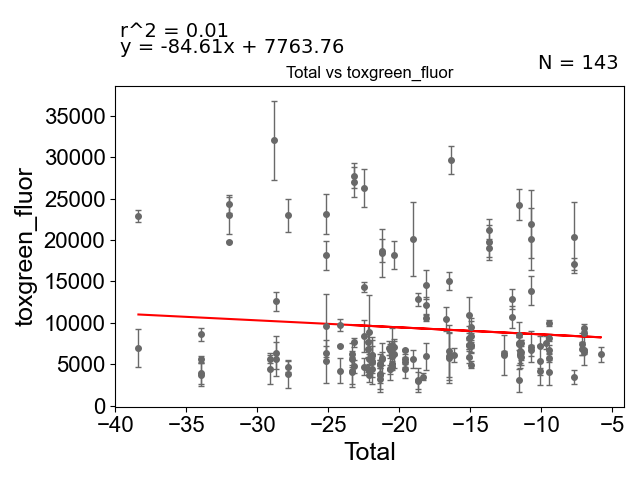 r^2 = 0.01
y = -84.61x + 7763.76
N = 143
Total vs toxgreen_fluor
35000
30000
25000
20000
15000
10000
5000
0
toxgreen_fluor
−40 −35 −30 −25 −20 −15 −10 −5
Total